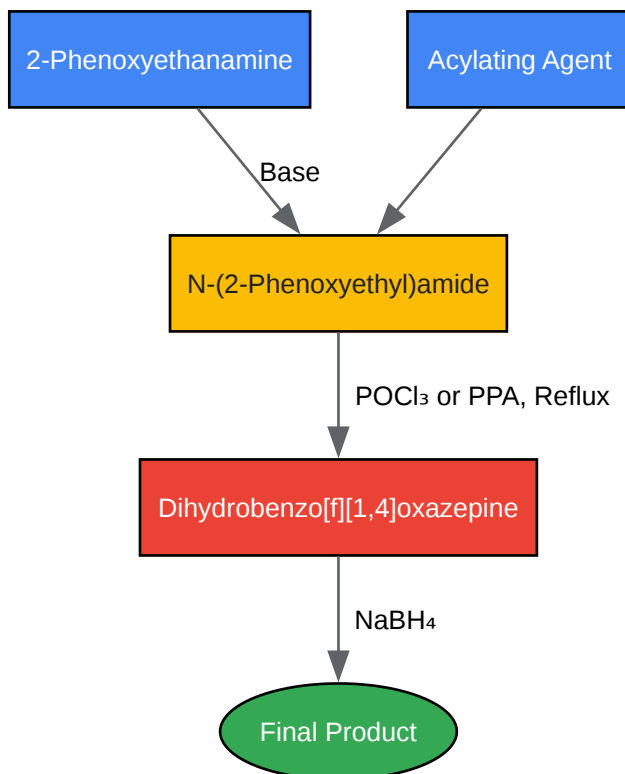 2-Phenoxyethanamine
Acylating Agent
Base
N-(2-Phenoxyethyl)amide
POCl₃ or PPA, Reflux
Dihydrobenzo[f][1,4]oxazepine
NaBH₄
Final Product